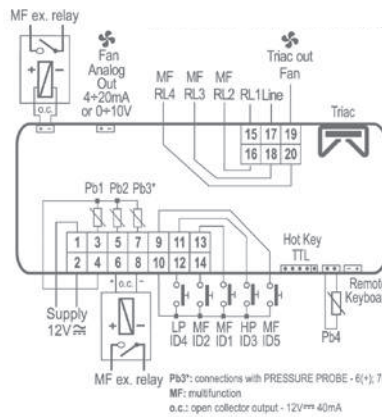 MF ex. relay
+ -
o.c.
+ -
Fan
Analog
Out
4÷20mA
or 0÷10V
MF
RL4
MF
RL3
MF
RL2
RL1
Line
Triac out
Fan
15 17 19
16 18 20
Triac
Pb1 Pb2 Pb3*
1 3 5 7 9 11 13
2 4 6 8 10 12 14
Hot Key
TTL
Remote
Keyboa
Supply
12V
+ o.c. -
+ -
MF ex. relay
LP
ID4
MF
ID2
MF
ID1
HP
ID3
MF
ID5
Pb4
Pb3*: connections with PRESSURE PROBE - 6(+); 7
MF: multifunction
o.c.: open collector output - 12V 40mA